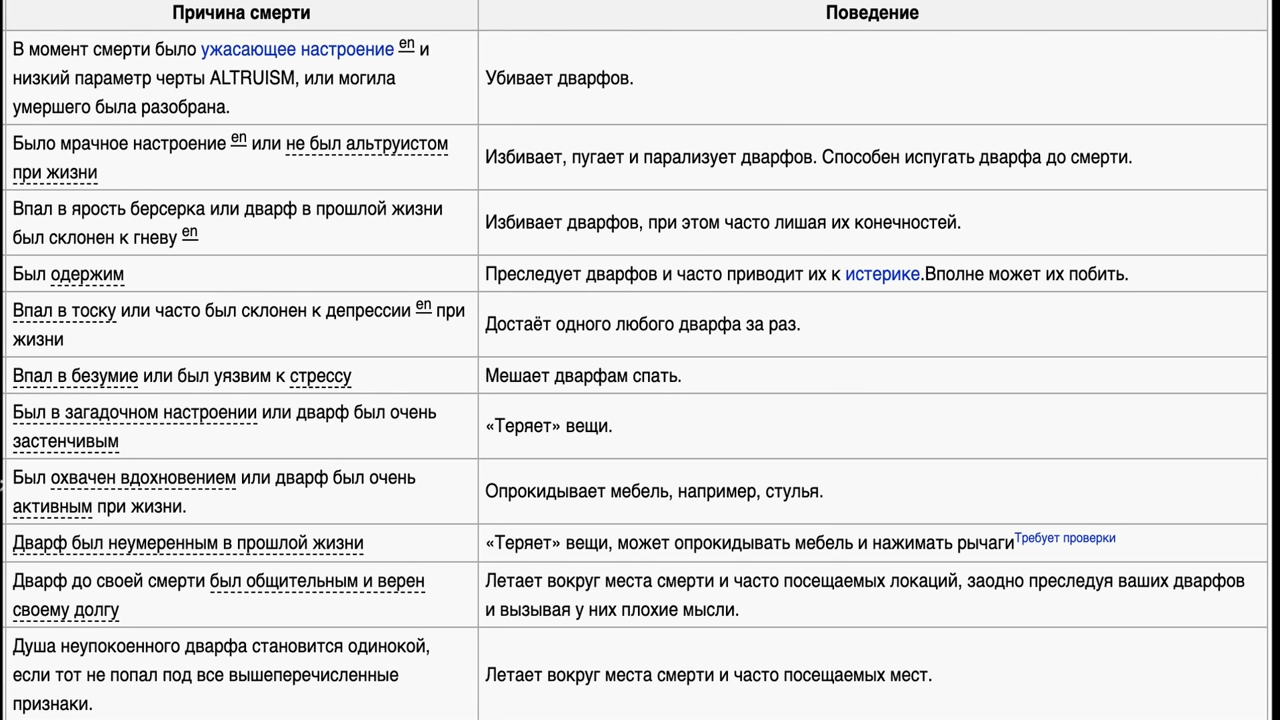 Причина смерти
Поведение
В момент смерти было ужасающее настроение en и
низкий параметр черты ALTRUISM, или могила
умершего была разобрана.
Убивает дварфов.
Было мрачное настроение en или не был альтруистом
при жизни
Избивает, пугает и парализует дварфов. Способен испугать дварфа до смерти.
Впал в ярость берсерка или дварф в прошлой жизни
был склонен к гневу en
Избивает дварфов, при этом часто лишая их конечностей.
Был одержим
Преследует дварфов и часто приводит их к истерике.Вполне может их побить.
Впал в тоску или часто был склонен к депрессии en при
жизни
Достаёт одного любого дварфа за раз.
Впал в безумие или был уязвим к стрессу
Мешает дварфам спать.
Был в загадочном настроении или дварф был очень
застенчивым
«Теряет» вещи.
Был охвачен вдохновением или дварф был очень
активным при жизни.
Опрокидывает мебель, например, стулья.
Дварф был неумеренным в прошлой жизни
«Теряет» вещи, может опрокидывать мебель и нажимать рычаги Требует проверки
Дварф до своей смерти был общительным и верен
своему долгу
Летает вокруг места смерти и часто посещаемых локаций, заодно преследуя ваших дварфов
и вызывая у них плохие мысли.
Душа неупокоенного дварфа становится одинокой,
если тот не попал под все вышеперечисленные
признаки.
Летает вокруг места смерти и часто посещаемых мест.